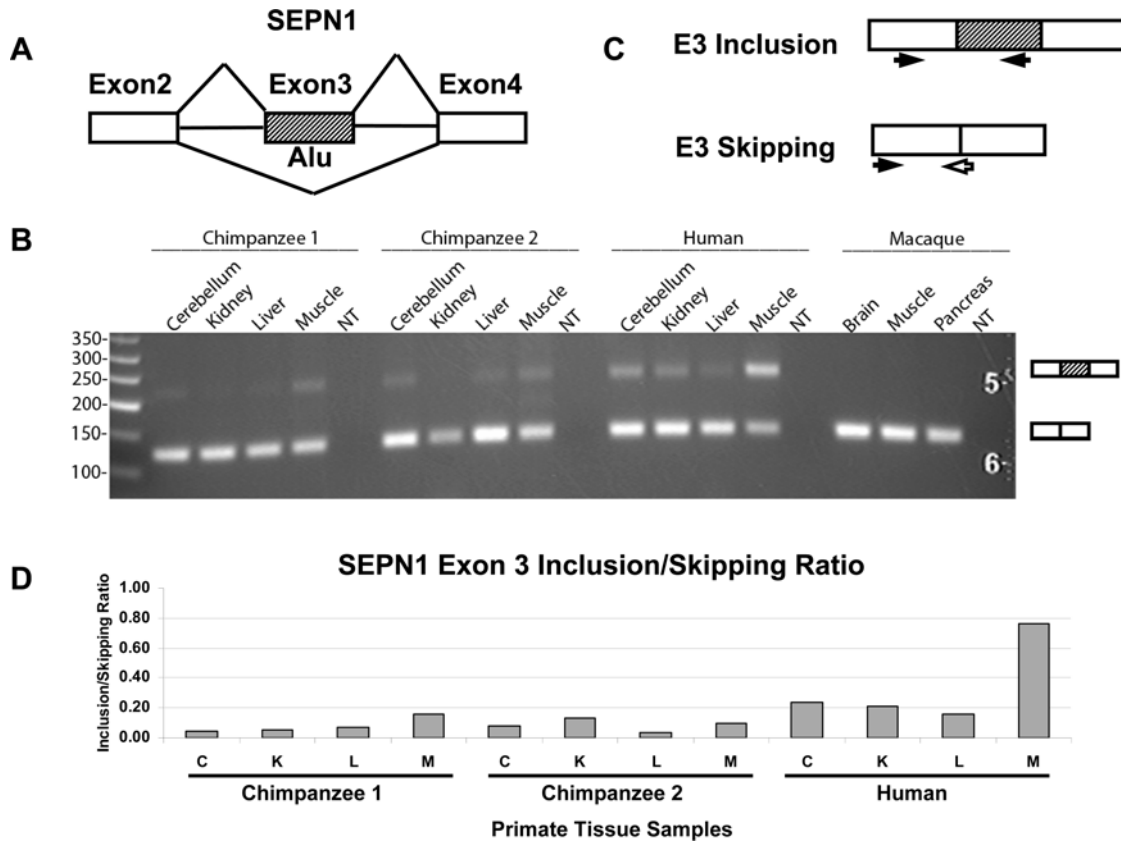 SEPN1
A
Exon2 Exon3 Exon4
Alu
C
E3 Inclusion
E3 Skipping
B
Chimpanzee 1 Chimpanzee 2 Human Macaque
Cerebellum Kidney Liver Muscle NT Cerebellum Kidney Liver Muscle NT Cerebellum Kidney Liver Muscle NT Brain Muscle Pancreas NT
350-
300-
250-
200-
150-
100-
5-
6-
D
SEPN1 Exon 3 Inclusion/Skipping Ratio
Inclusion/Skipping Ratio
1.00
0.80
0.60
0.40
0.20
0.00
C K L M C K L M C K L M
Chimpanzee 1 Chimpanzee 2 Human
Primate Tissue Samples